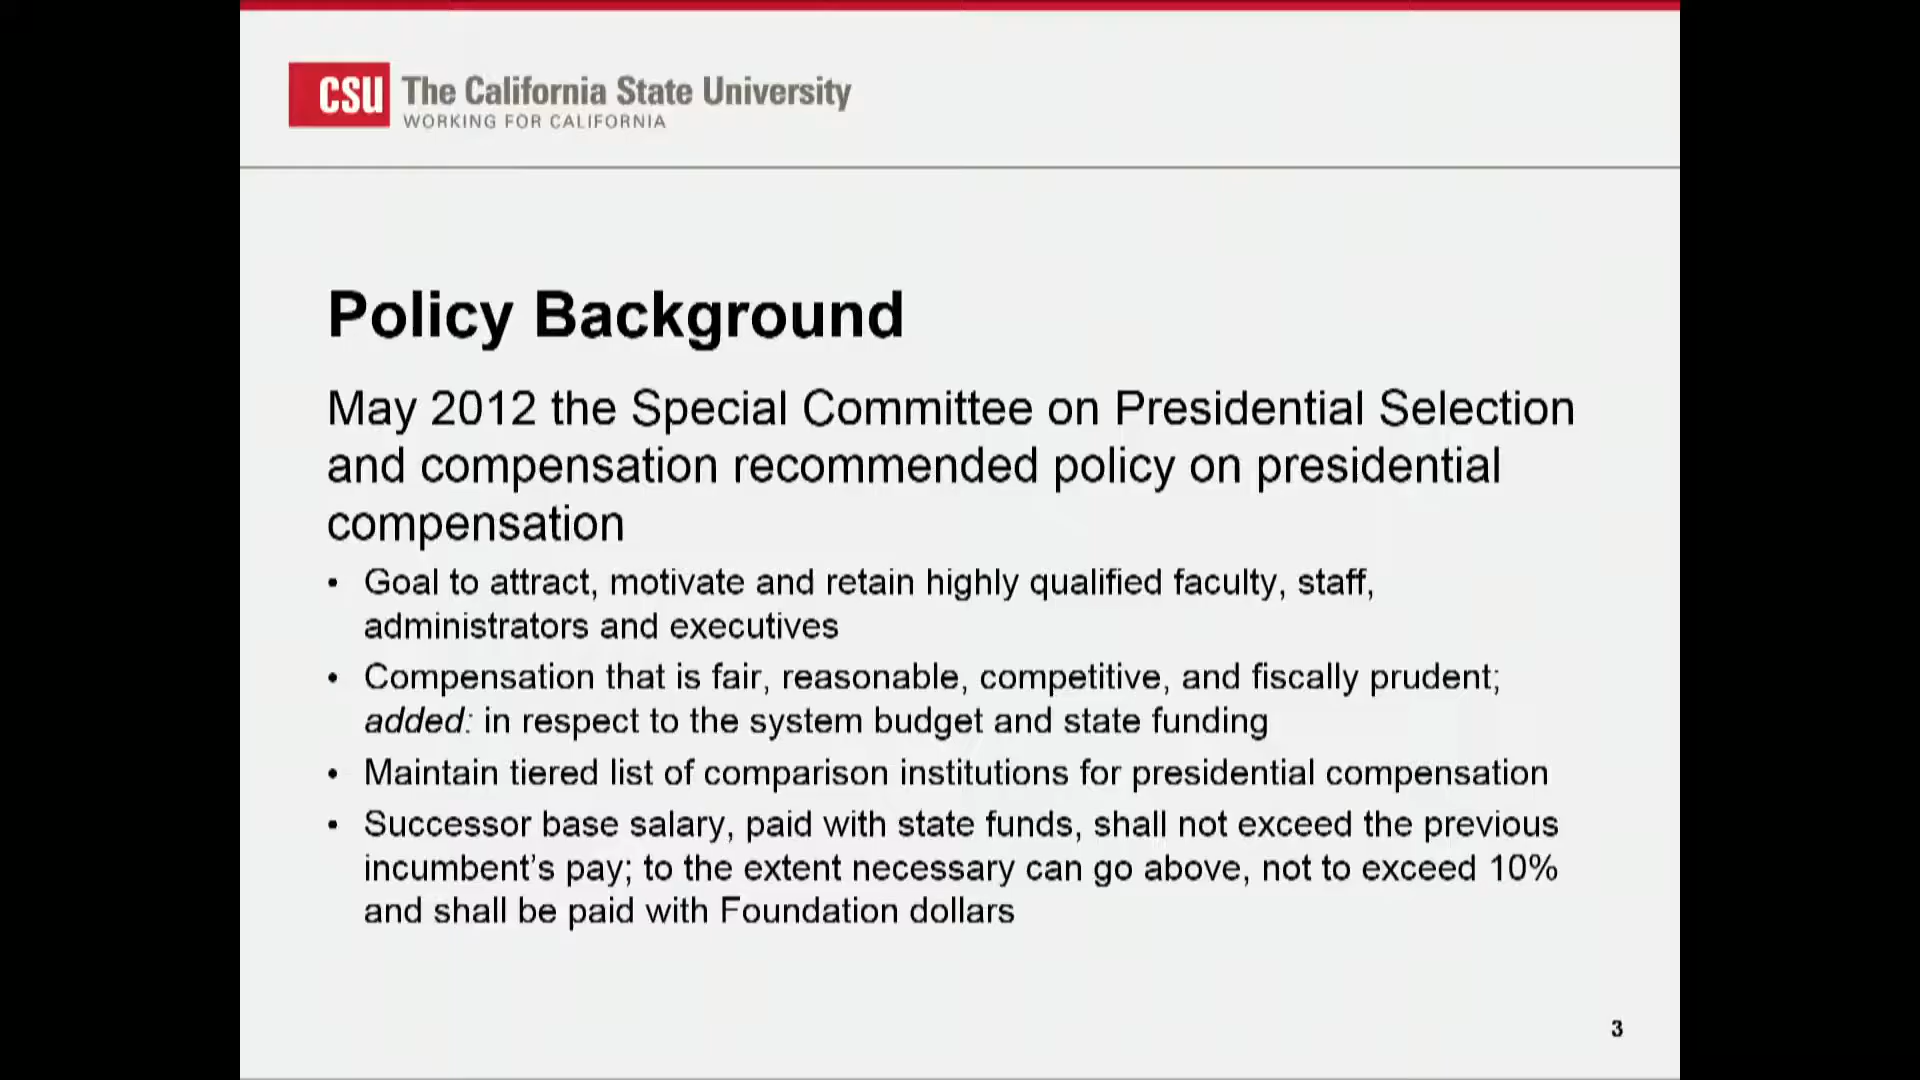 CSU The California State University
WORKING FOR CALIFORNIA
Policy Background
May 2012 the Special Committee on Presidential Selection
and compensation recommended policy on presidential
compensation
• Goal to attract, motivate and retain highly qualified faculty, staff,
administrators and executives
• Compensation that is fair, reasonable, competitive, and fiscally prudent;
added: in respect to the system budget and state funding
• Maintain tiered list of comparison institutions for presidential compensation
• Successor base salary, paid with state funds, shall not exceed the previous
incumbent's pay; to the extent necessary can go above, not to exceed 10%
and shall be paid with Foundation dollars
3